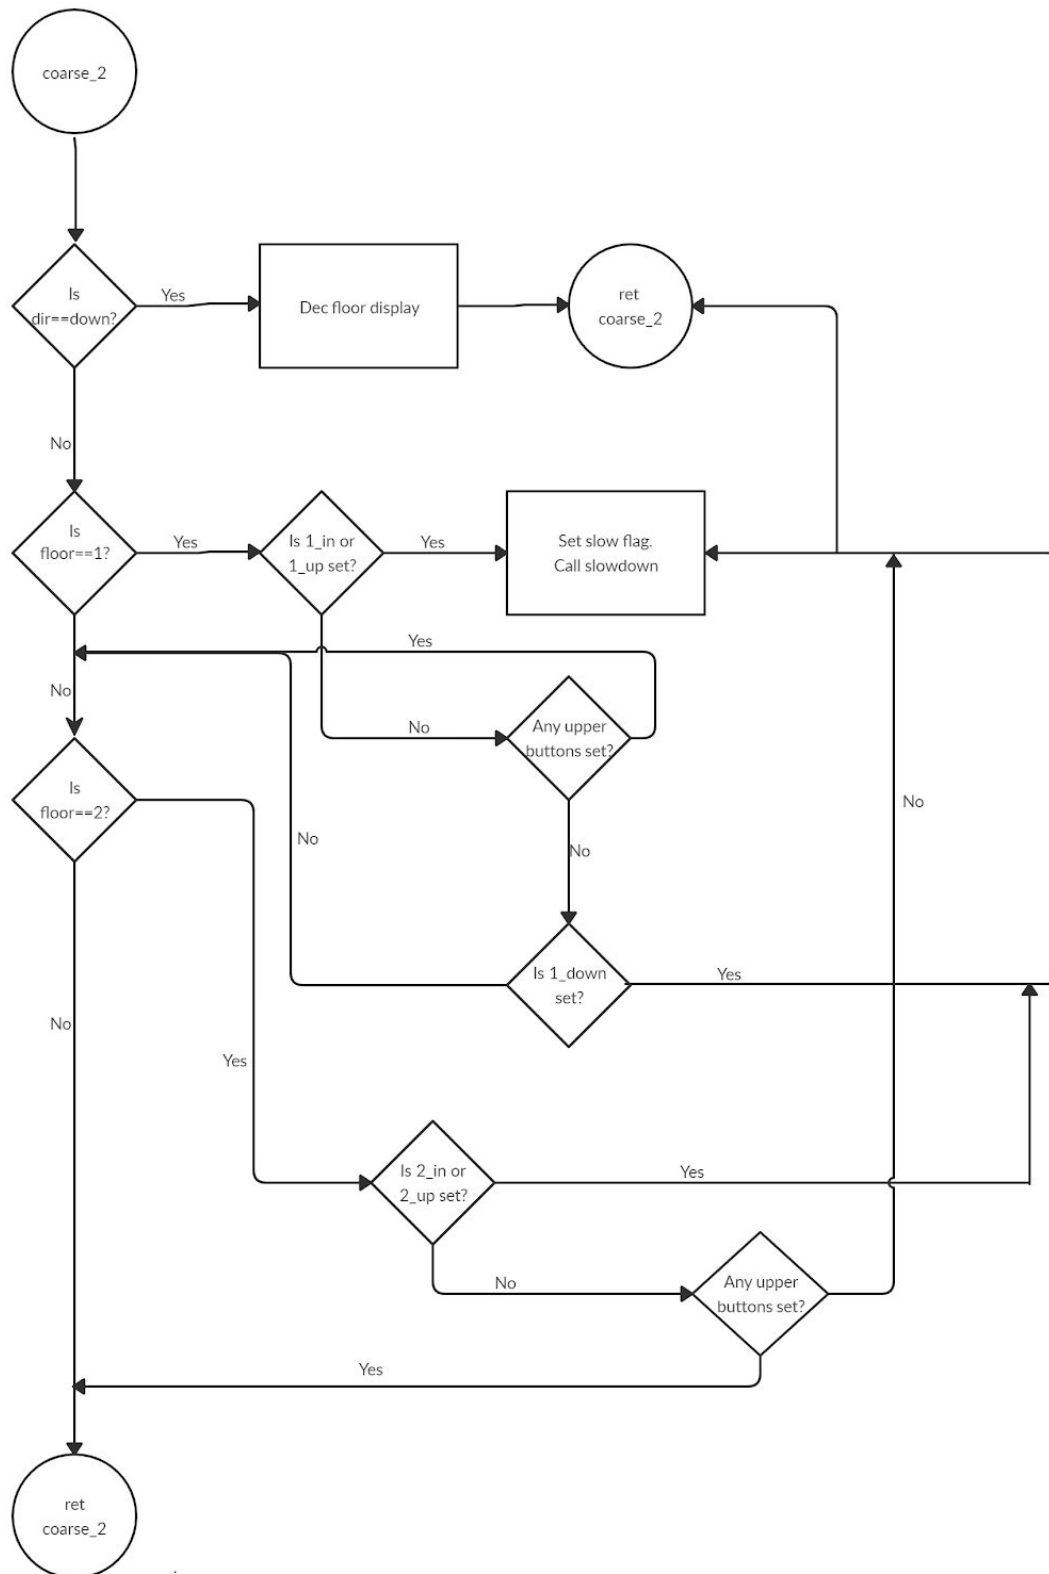 coarse_2
Is
dir==down?
Yes
Dec floor display
ret
coarse_2
No
Is
floor==1?
Yes
Is 1_in or
1_up set?
Yes
Set slow flag.
Call slowdown
Yes
No
No
Any upper
buttons set?
Is
floor==2?
No
No
No
Is 1_down
set?
Yes
No
Yes
Is 2_in or
2_up set?
Yes
No
Any upper
buttons set?
Yes
ret
coarse_2